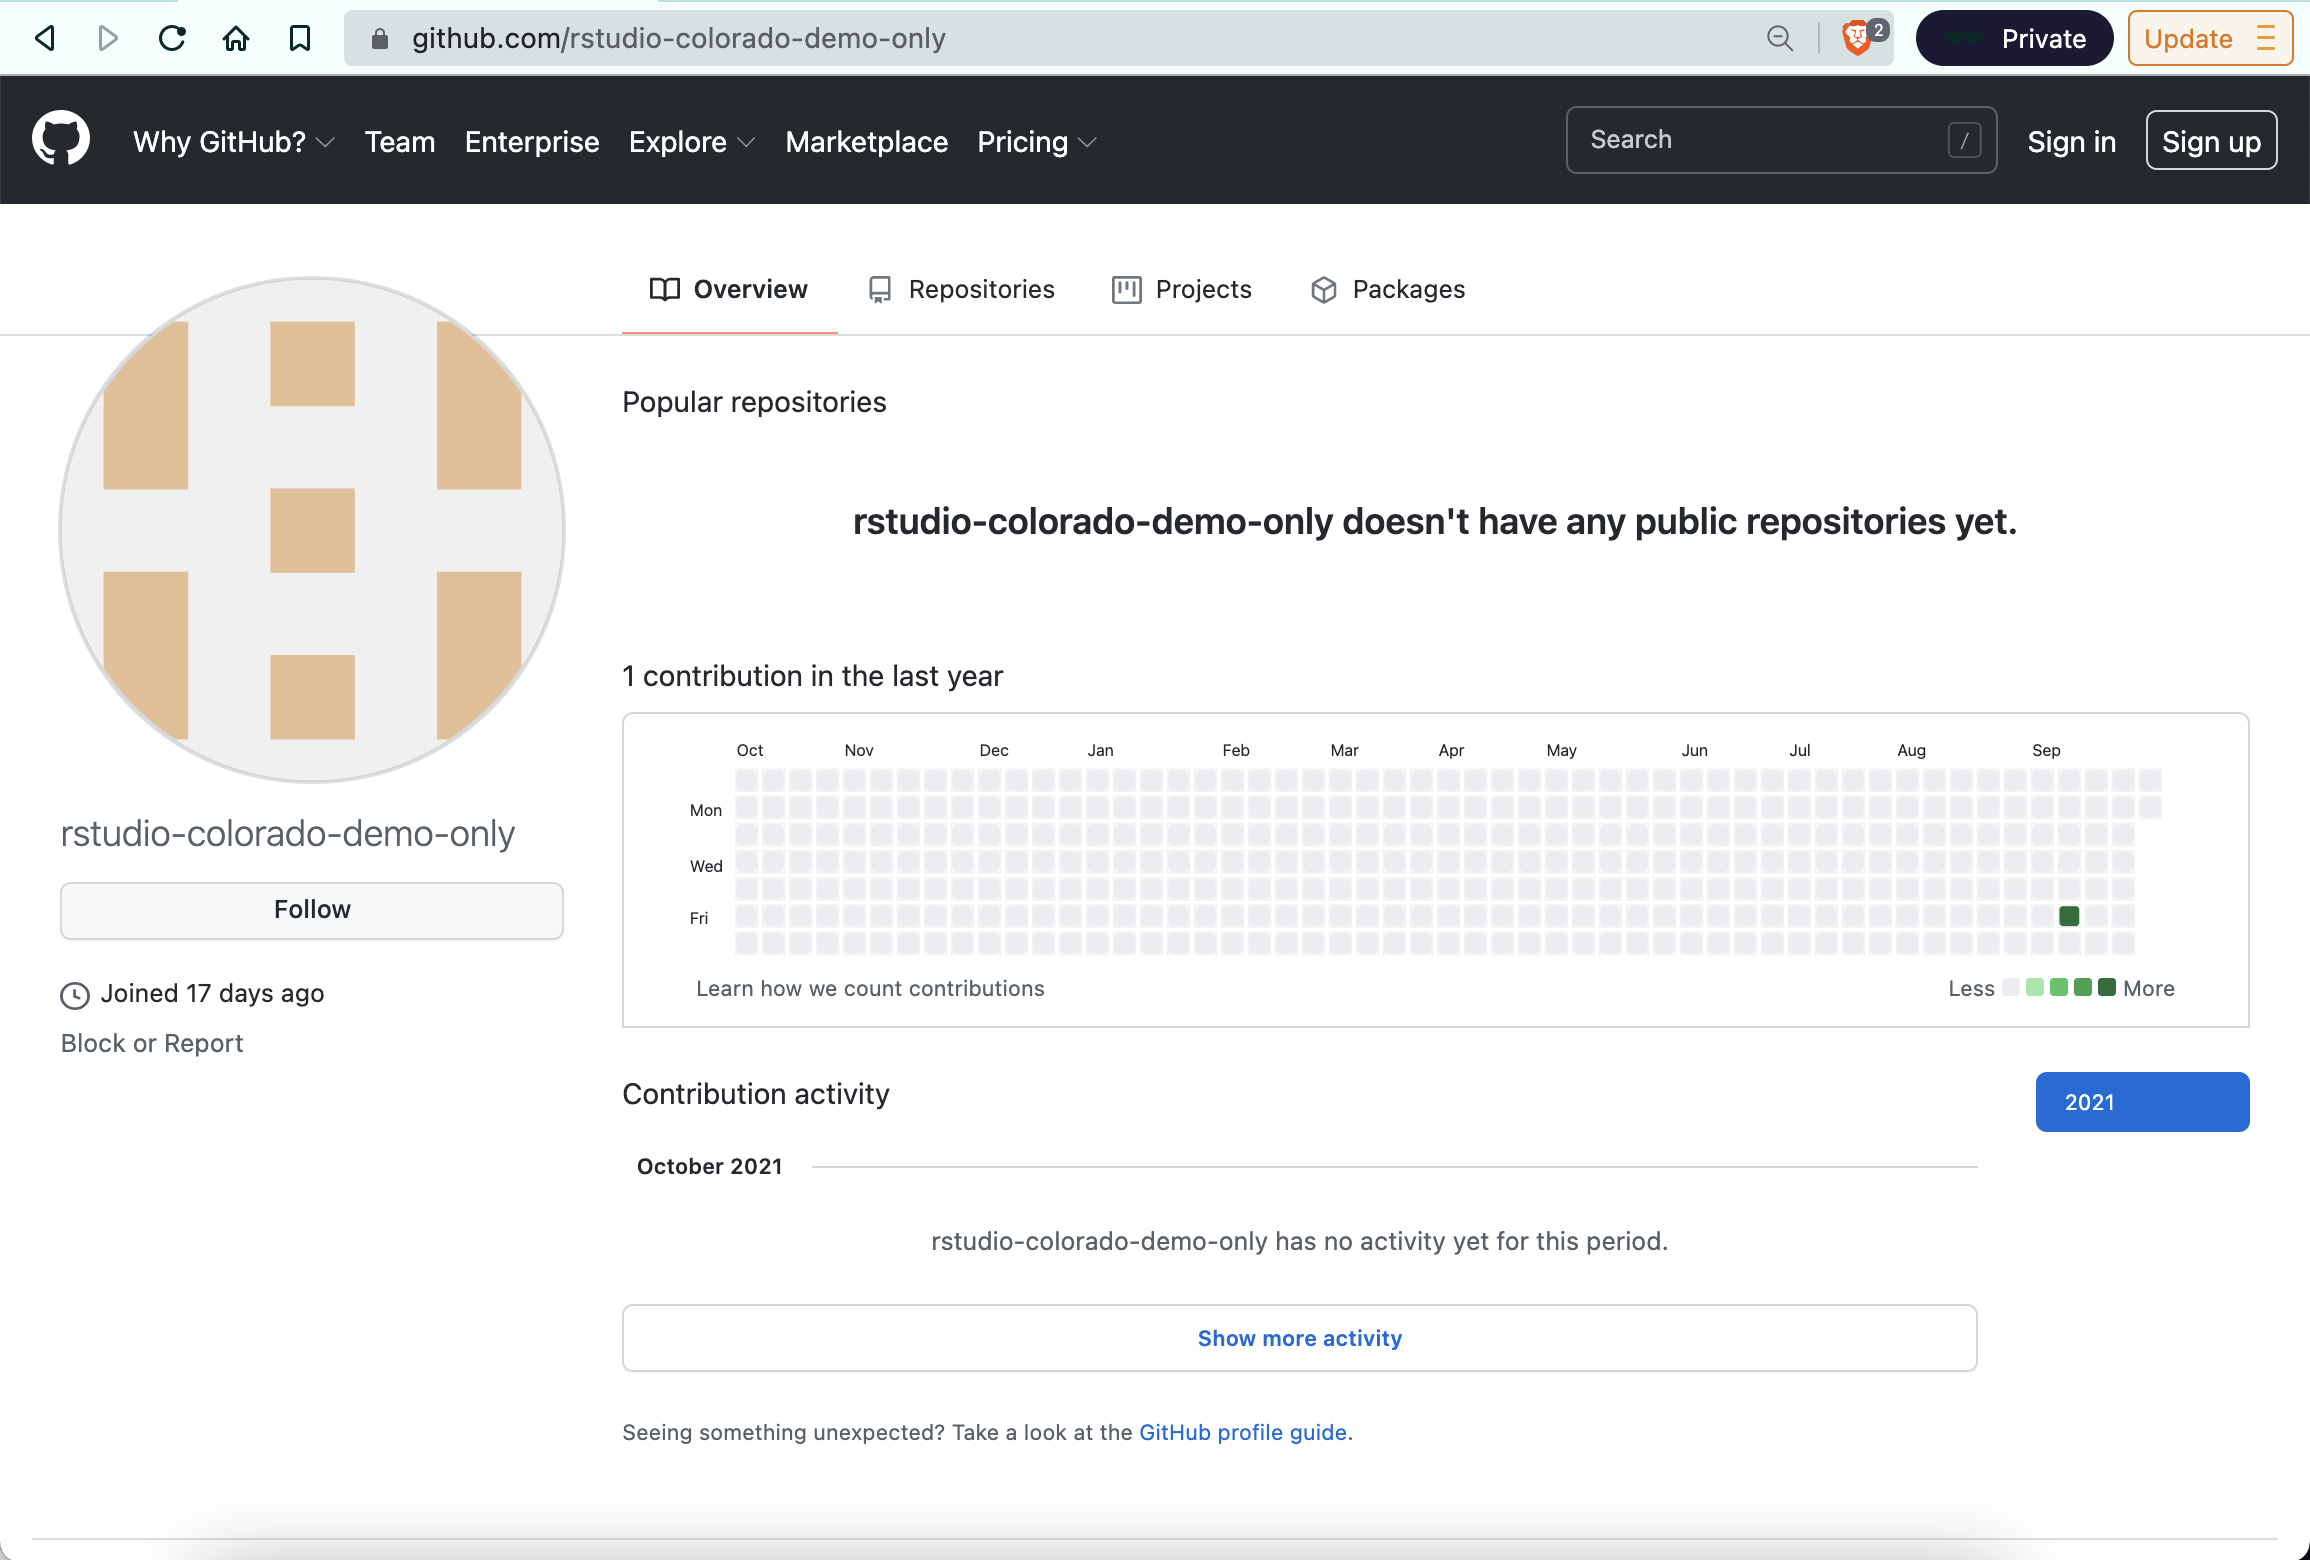 github.com/rstudio-colorado-demo-only
2
Private
Update
Why GitHub? Team Enterprise Explore Marketplace Pricing
Search /
Sign in
Sign up
Overview Repositories Projects Packages
Popular repositories
rstudio-colorado-demo-only doesn't have any public repositories yet.
rstudio-colorado-demo-only
Follow
Joined 17 days ago
Block or Report
1 contribution in the last year
Oct Nov Dec Jan Feb Mar Apr May Jun Jul Aug Sep
Mon
Wed
Fri
Learn how we count contributions
Less More
Contribution activity
2021
October 2021
rstudio-colorado-demo-only has no activity yet for this period.
Show more activity
Seeing something unexpected? Take a look at the GitHub profile guide.